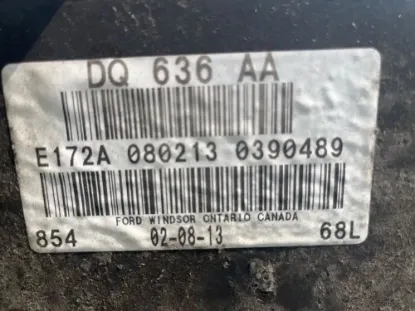 DQ 636 AA
E172A 080213 0390489
FORD WINDSOR ONTARIO CANADA
854 02-08-13 68L